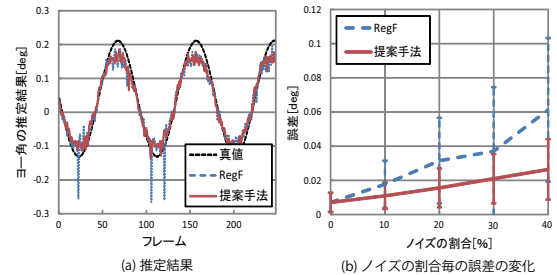 0.3
0.2
0.1
0
-0.1
-0.2
-0.3
ヨー角の推定結果[deg]
真値
RegF
提案手法
0 50 100 150 200
フレーム
(a) 推定結果
0.12
0.1
0.08
0.06
0.04
0.02
0
誤差[deg]
RegF
提案手法
0 10 20 30 40
ノイズの割合[%]
(b) ノイズの割合毎の誤差の変化